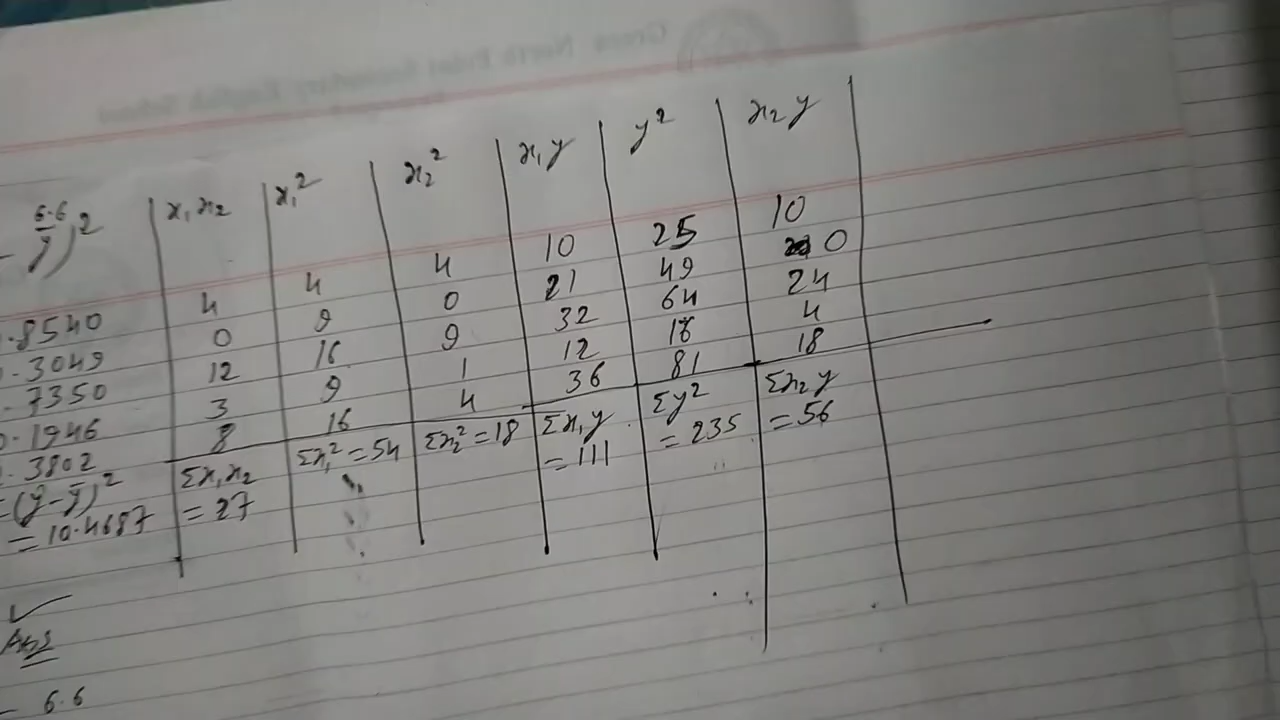 6.6
- ȳ)² x₁x₂ x₁² x₂² x₁y y² x₂y
.8540 4 4 4 10 25 10
.3049 0 9 0 21 49 0
.7350 12 16 9 32 64 24
.1946 3 9 1 12 18 4
.3802 8 16 4 36 81 18
=(ŷ-ȳ)² Σx₁x₂ Σx₁²=54 Σx₂²=18 Σx₁y Σy² Σx₂y
=10.4687 =27 =111 =235 =56
Ans
- 6.6